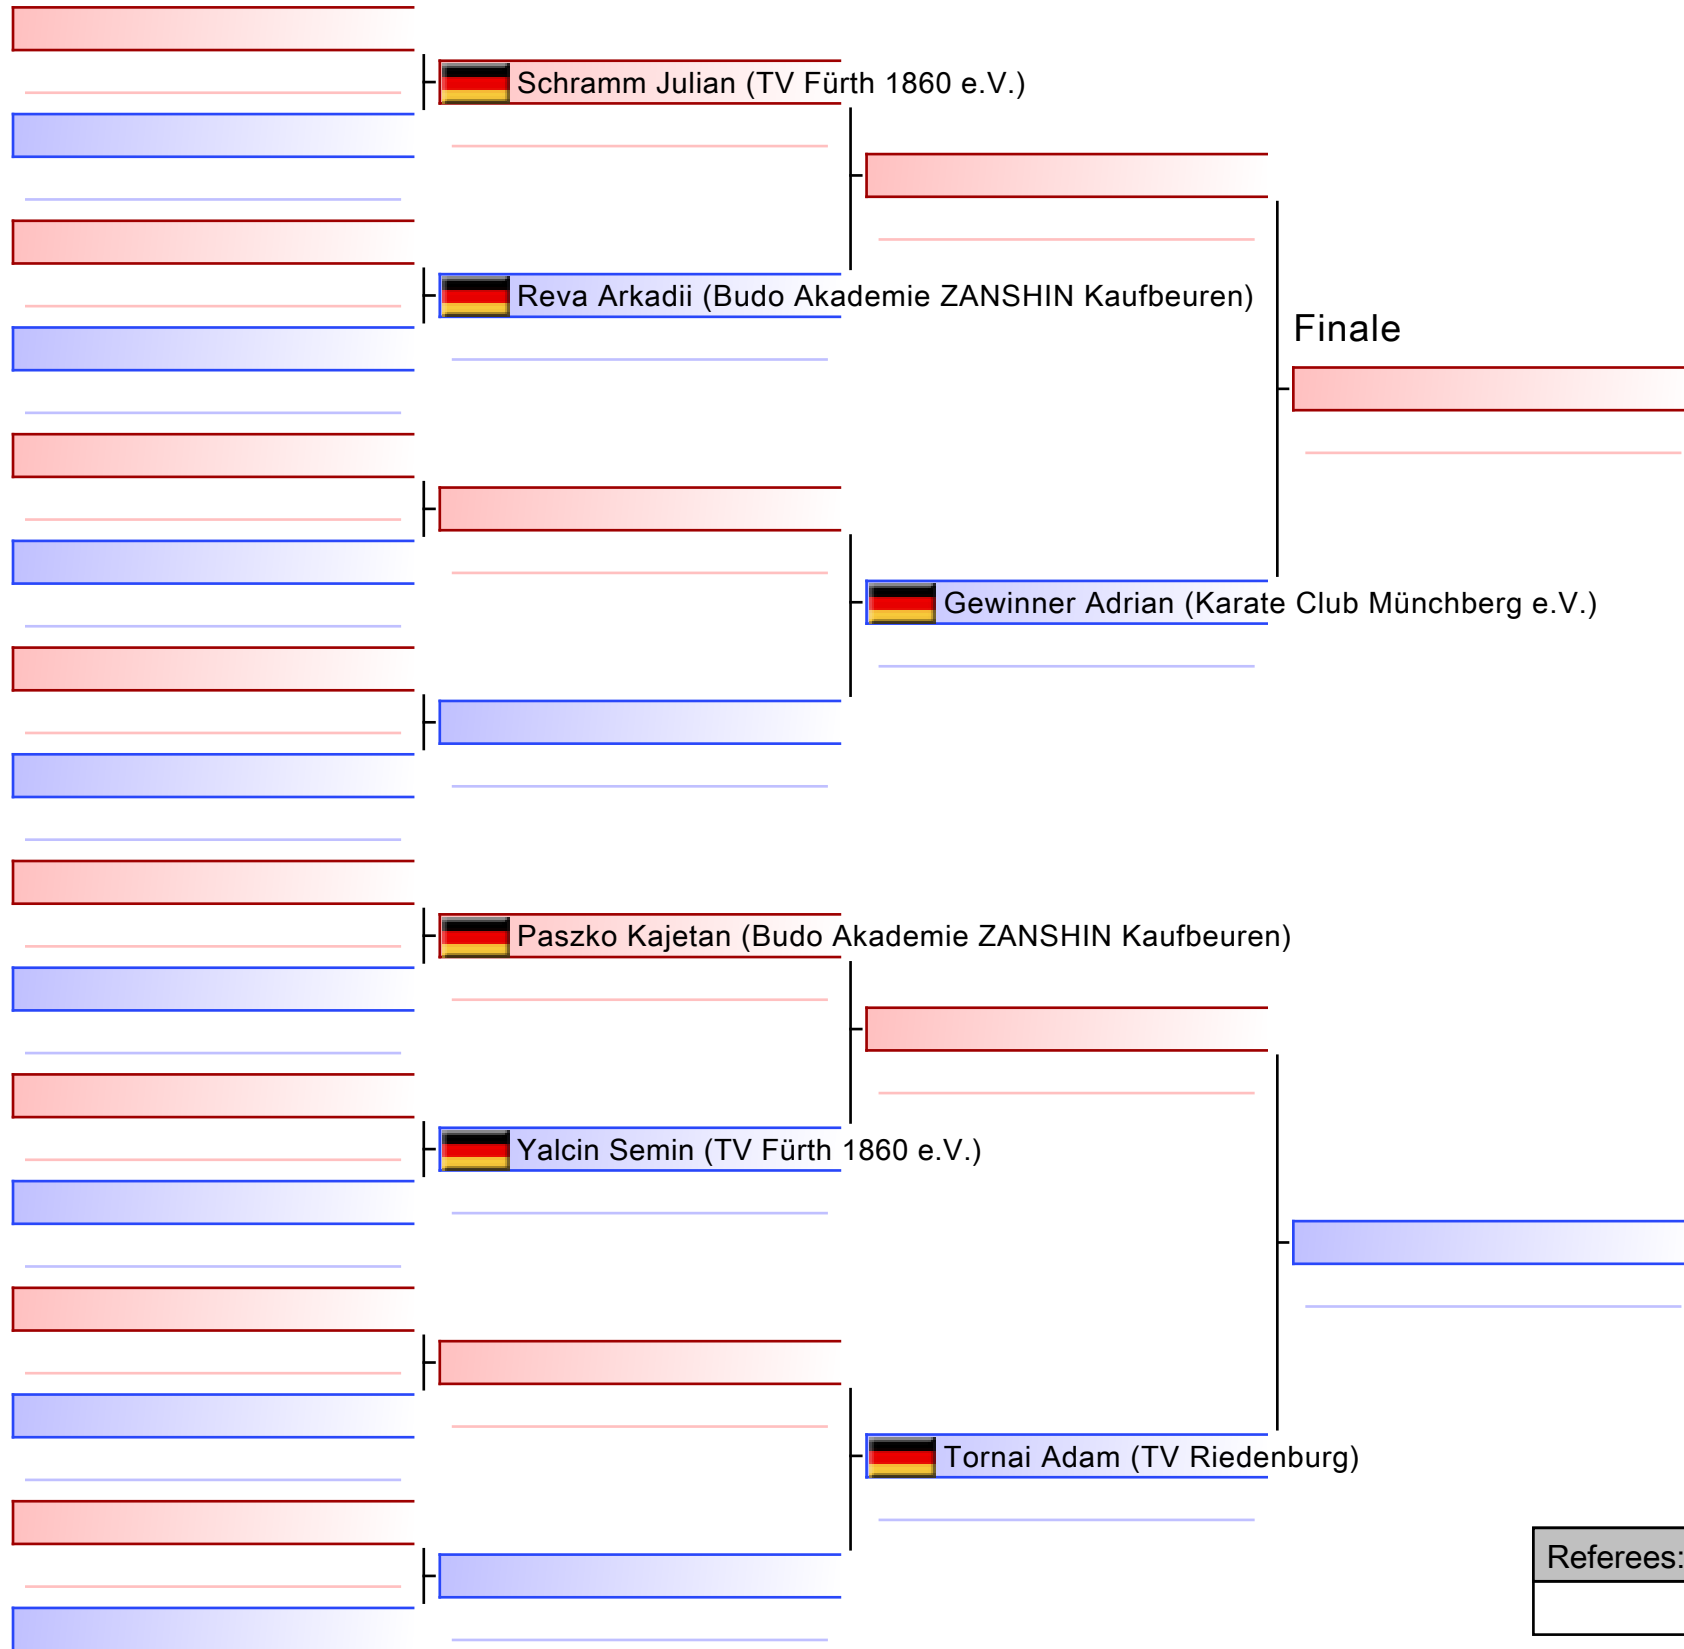 Schramm Julian (TV Fürth 1860 e.V.)
Reva Arkadii (Budo Akademie ZANSHIN Kaufbeuren)
Finale
Gewinner Adrian (Karate Club Münchberg e.V.)
Paszko Kajetan (Budo Akademie ZANSHIN Kaufbeuren)
Yalcin Semin (TV Fürth 1860 e.V.)
Tornai Adam (TV Riedenburg)
Referees: